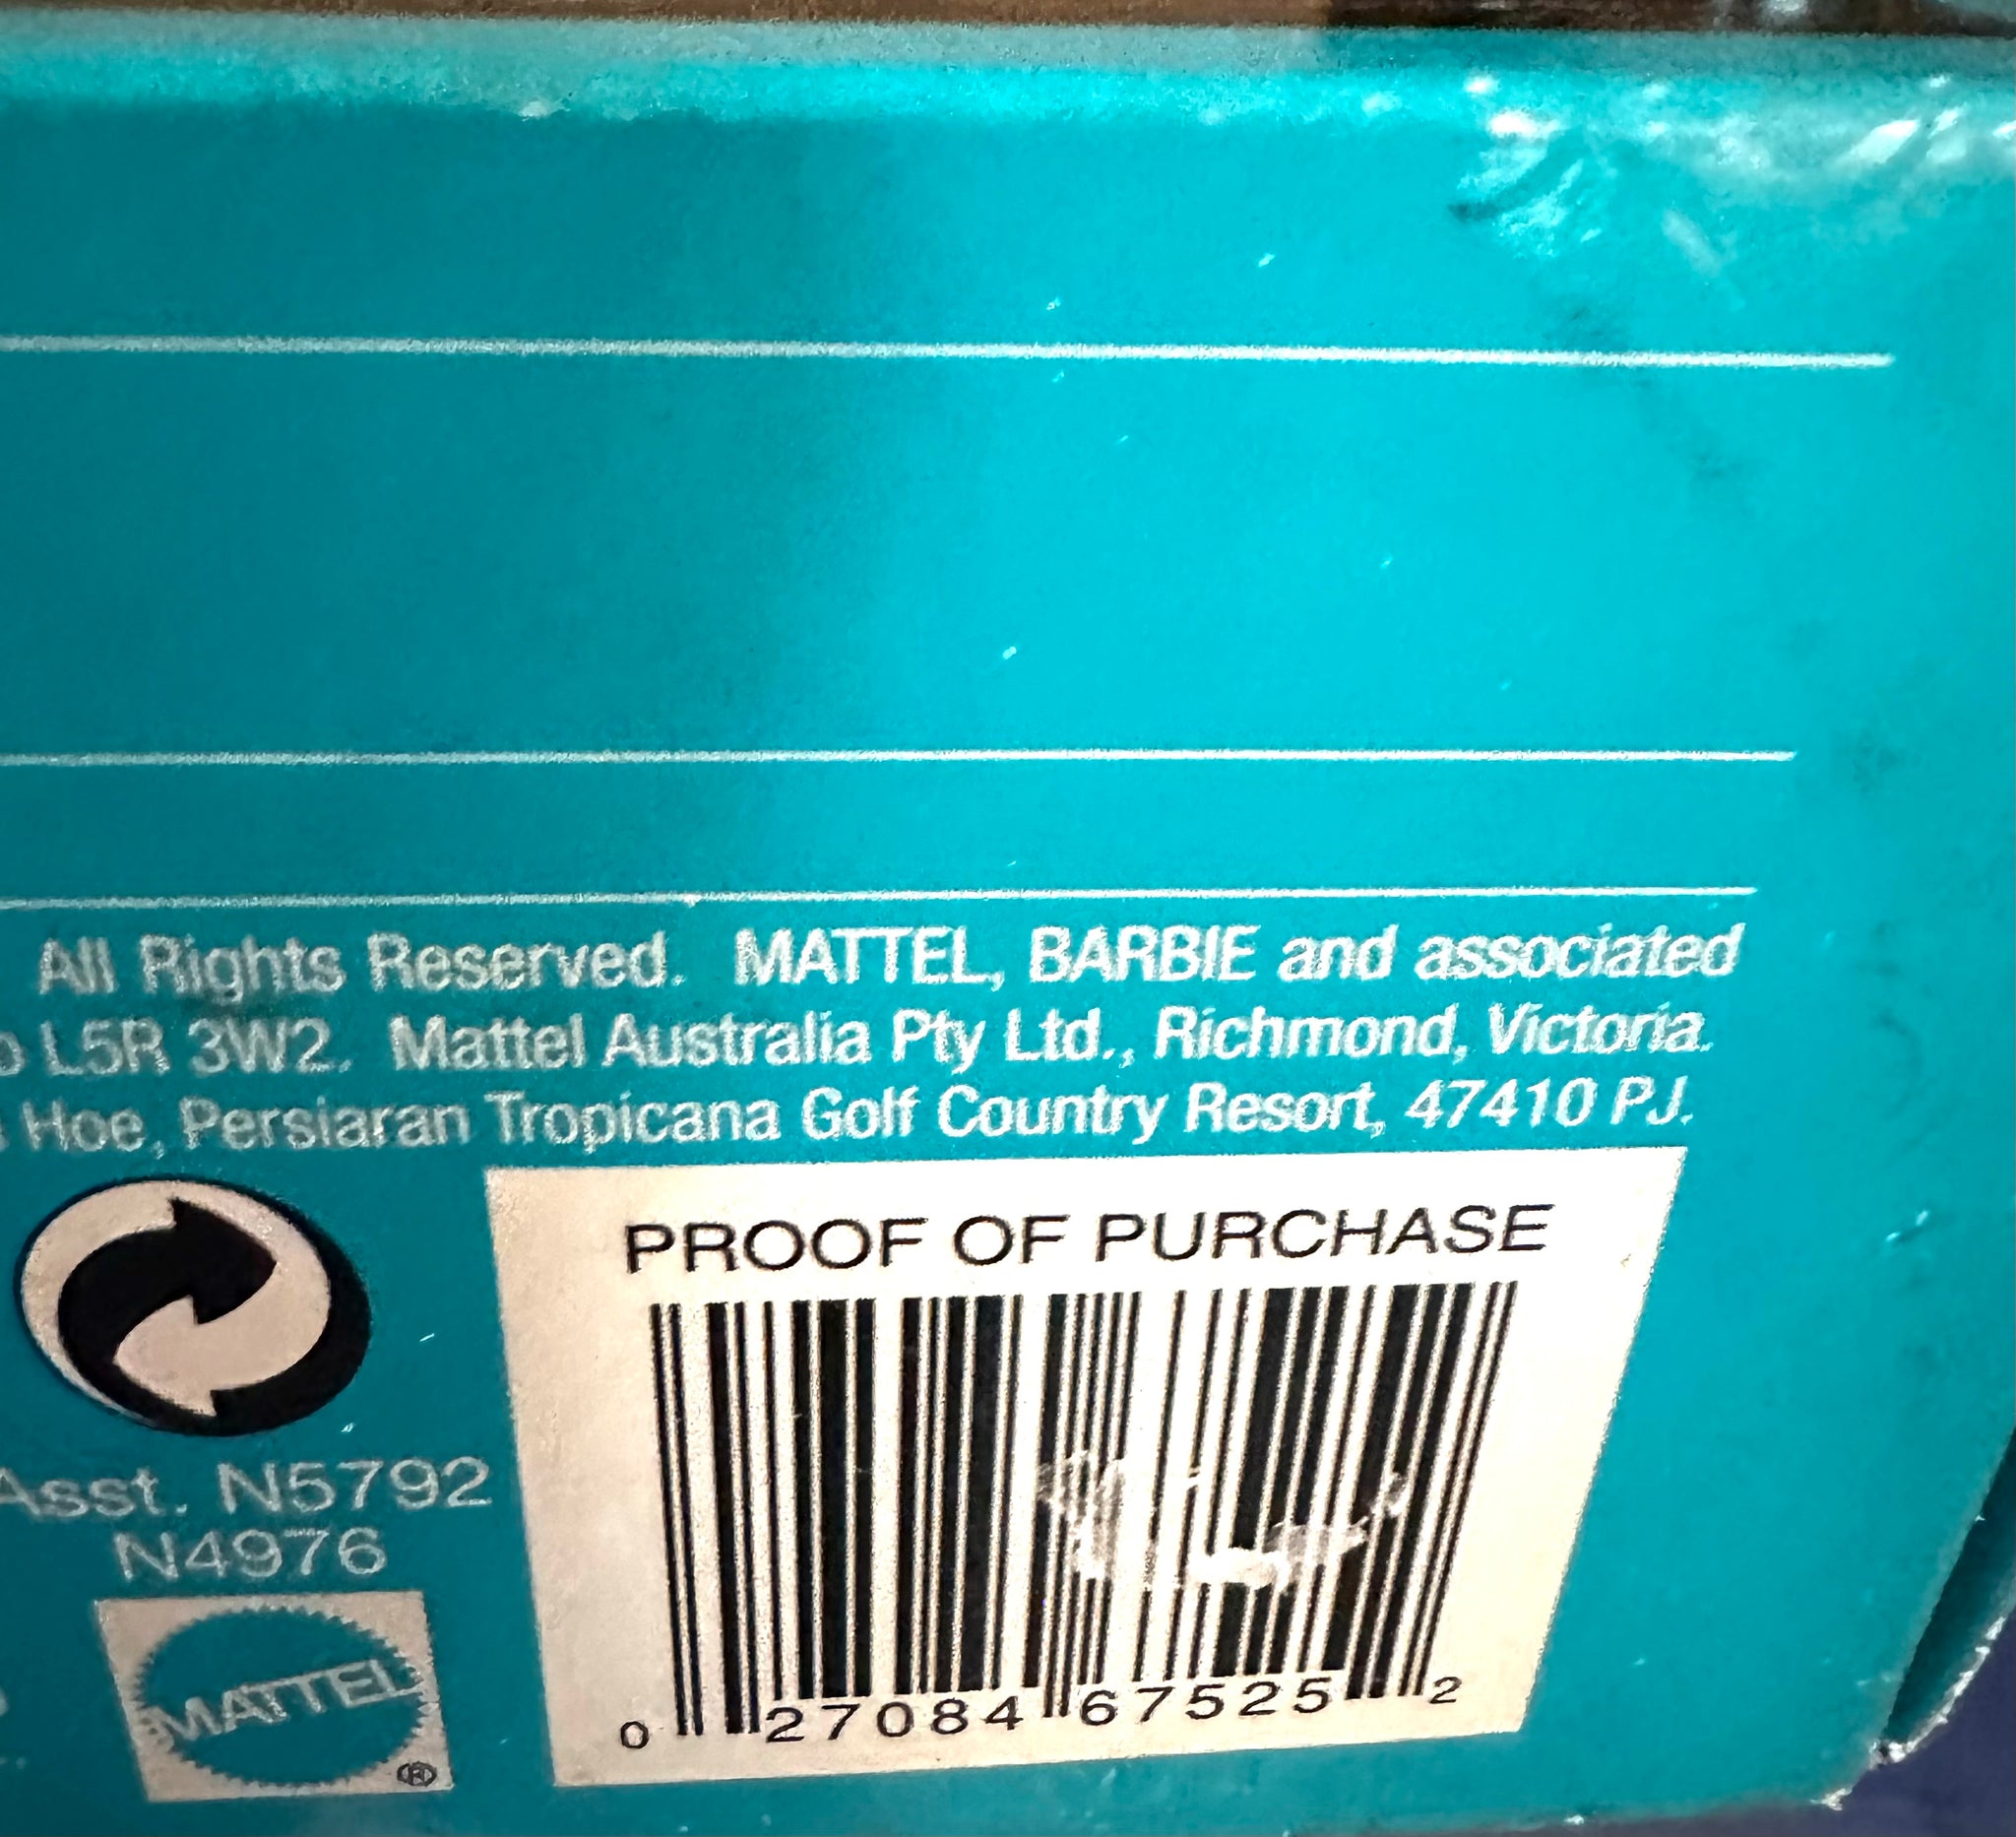 All Rights Reserved. MATTEL, BARBIE and associated
L5R 3W2. Mattel Australia Pty Ltd., Richmond, Victoria.
Hoe, Persiaran Tropicana Golf Country Resort, 47410 PJ.
PROOF OF PURCHASE
Asst. N5792
N4976
MATTEL
®
0 27084 67525 2